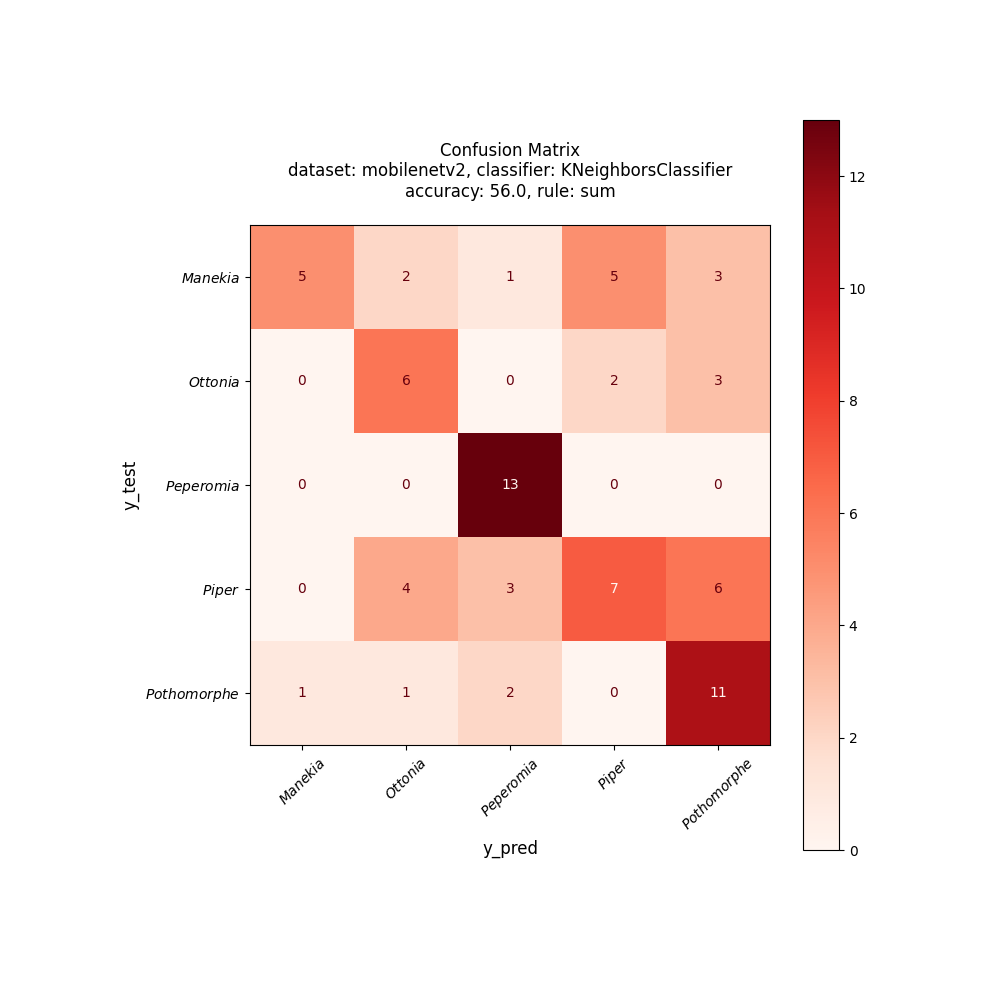 Confusion Matrix
dataset: mobilenetv2, classifier: KNeighborsClassifier
accuracy: 56.0, rule: sum
y_test
Manekia 5 2 1 5 3
Ottonia 0 6 0 2 3
Peperomia 0 0 13 0 0
Piper 0 4 3 7 6
Pothomorphe 1 1 2 0 11
Manekia Ottonia Peperomia Piper Pothomorphe
y_pred
12
10
8
6
4
2
0